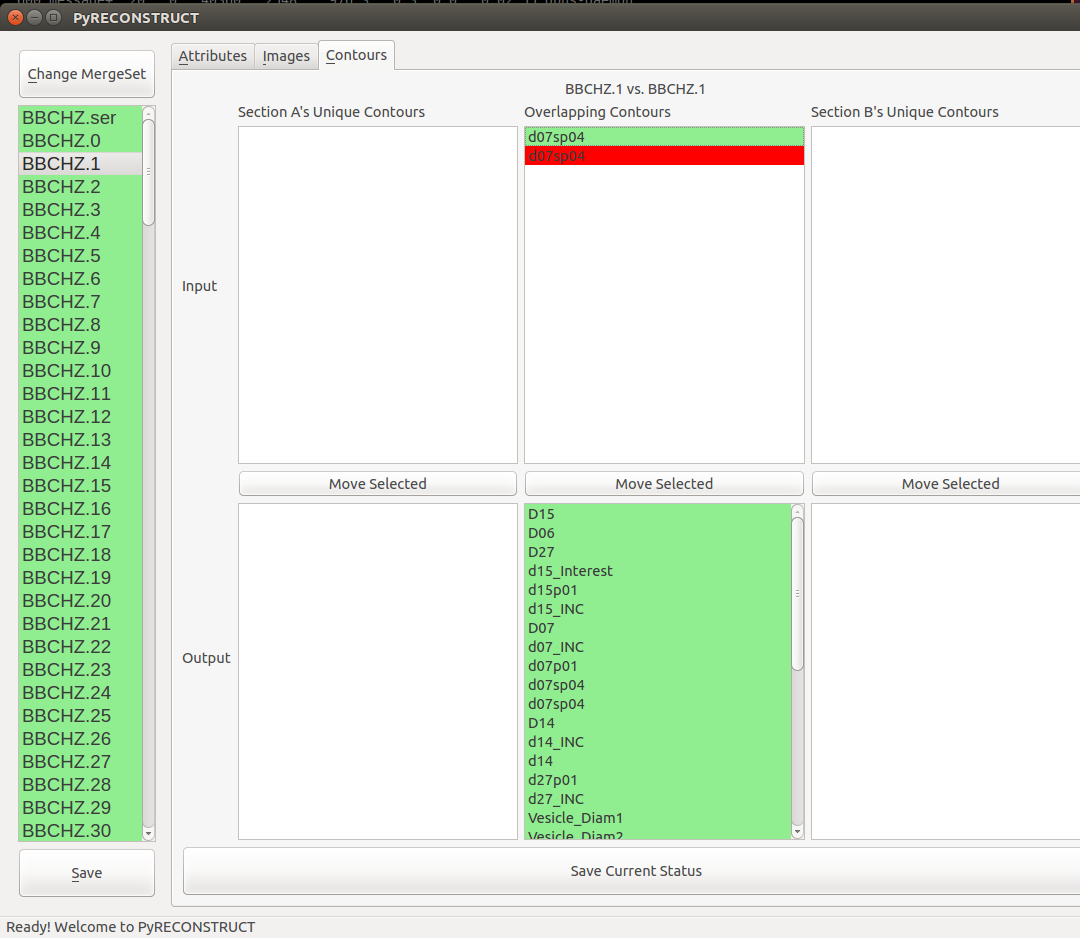 PyRECONSTRUCT
Change MergeSet
BBCHZ.ser
BBCHZ.0
BBCHZ.1
BBCHZ.2
BBCHZ.3
BBCHZ.4
BBCHZ.5
BBCHZ.6
BBCHZ.7
BBCHZ.8
BBCHZ.9
BBCHZ.10
BBCHZ.11
BBCHZ.12
BBCHZ.13
BBCHZ.14
BBCHZ.15
BBCHZ.16
BBCHZ.17
BBCHZ.18
BBCHZ.19
BBCHZ.20
BBCHZ.21
BBCHZ.22
BBCHZ.23
BBCHZ.24
BBCHZ.25
BBCHZ.26
BBCHZ.27
BBCHZ.28
BBCHZ.29
BBCHZ.30
Save
Attributes Images Contours
BBCHZ.1 vs. BBCHZ.1
Section A's Unique Contours Overlapping Contours Section B's Unique Contours
Input
d07sp04
d07sp04
Move Selected Move Selected Move Selected
Output
D15
D06
D27
d15_Interest
d15p01
d15_INC
D07
d07_INC
d07p01
d07sp04
d07sp04
D14
d14_INC
d14
d27p01
d27_INC
Vesicle_Diam1
Vesicle_Diam2
Save Current Status
Ready! Welcome to PyRECONSTRUCT